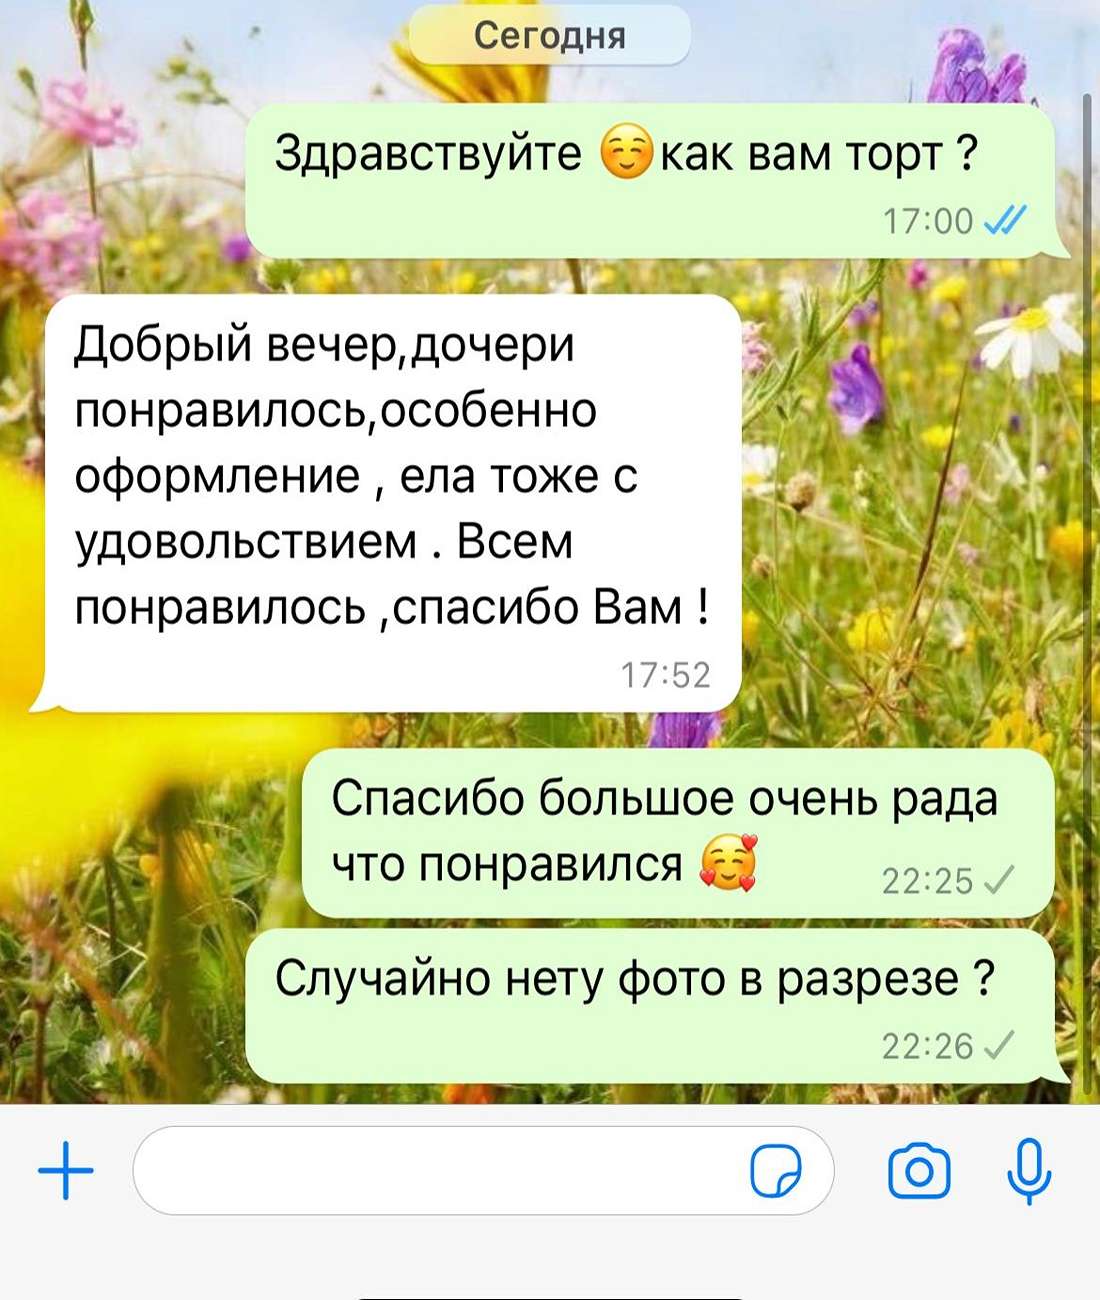 Сегодня
Здравствуйте ☺️как вам торт ?
17:00
Добрый вечер,дочери
понравилось,особенно
оформление , ела тоже с
удовольствием . Всем
понравилось ,спасибо Вам !
17:52
Спасибо большое очень рада
что понравился 🥰
22:25
Случайно нету фото в разрезе ?
22:26